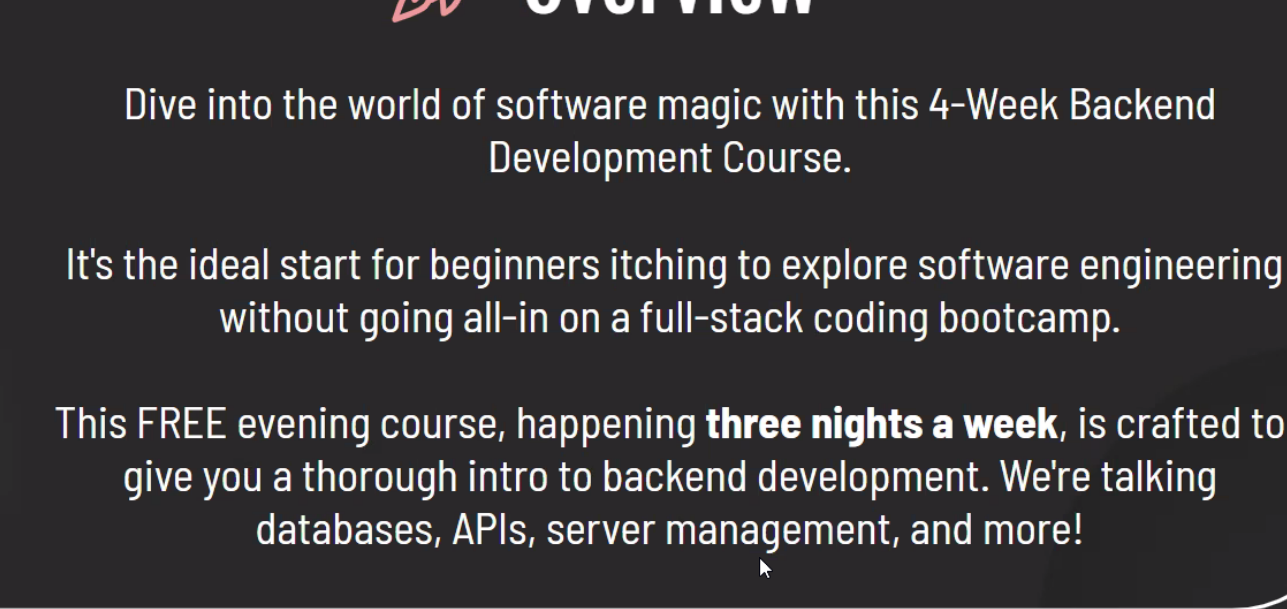 Overview
Dive into the world of software magic with this 4-Week Backend
Development Course.
It's the ideal start for beginners itching to explore software engineering
without going all-in on a full-stack coding bootcamp.
This FREE evening course, happening three nights a week, is crafted to
give you a thorough intro to backend development. We're talking
databases, APIs, server management, and more!